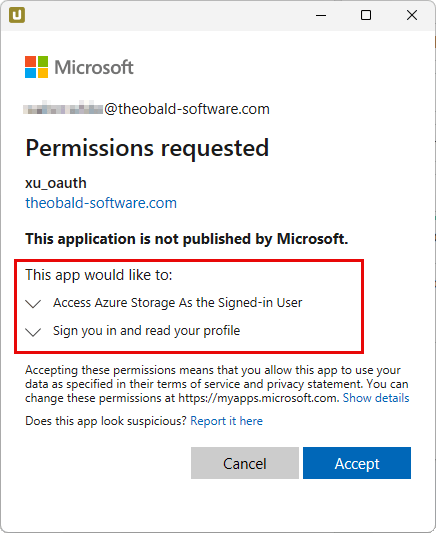 Microsoft
@theobald-software.com
Permissions requested
xu_oauth
theobald-software.com
This application is not published by Microsoft.
This app would like to:
Access Azure Storage As the Signed-in User
Sign you in and read your profile
Accepting these permissions means that you allow this app to use your
data as specified in their terms of service and privacy statement. You can
change these permissions at https://myapps.microsoft.com. Show details
Does this app look suspicious? Report it here
Cancel Accept